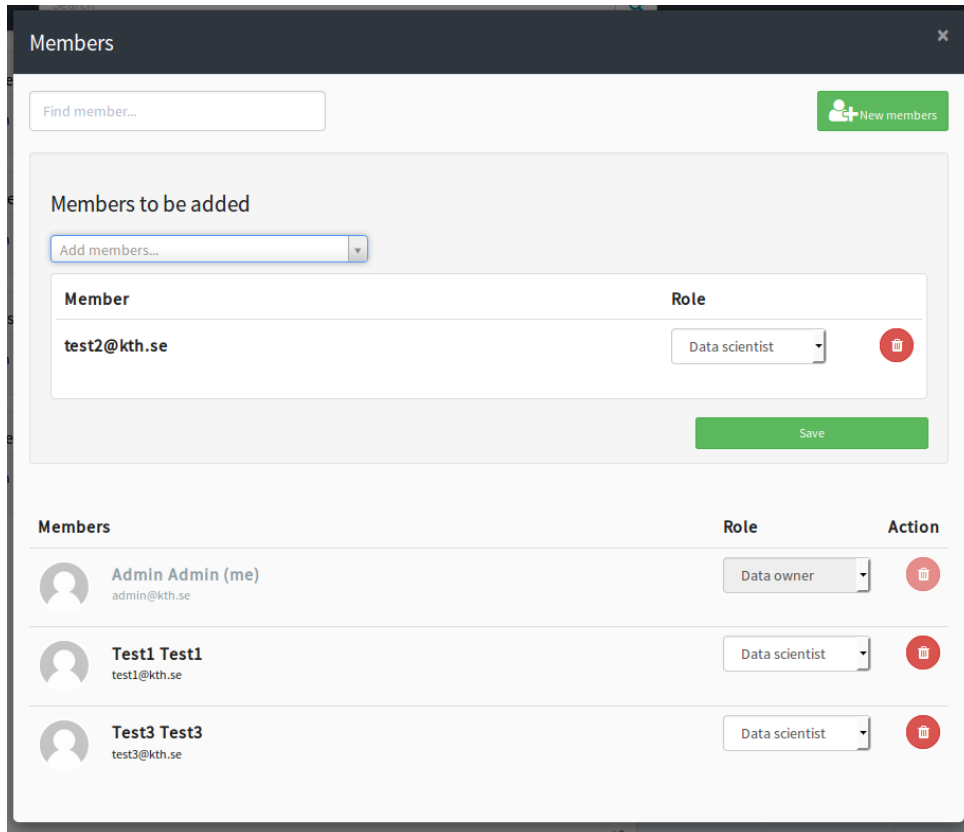 Search
Members ×
Find member...
New members
Members to be added
Add members...
Member Role
test2@kth.se Data scientist
Save
Members Role Action
Admin Admin (me) Data owner
admin@kth.se
Test1 Test1 Data scientist
test1@kth.se
Test3 Test3 Data scientist
test3@kth.se